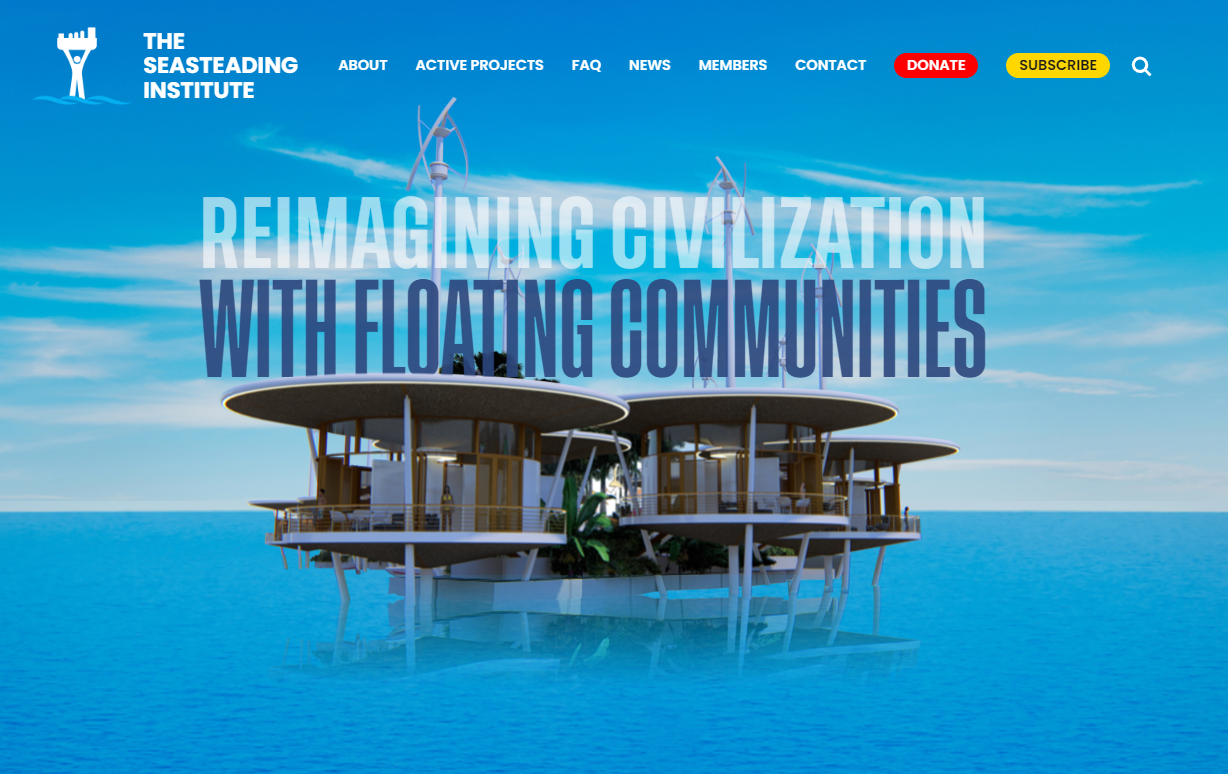 THE
SEASTEADING
INSTITUTE
ABOUT ACTIVE PROJECTS FAQ NEWS MEMBERS CONTACT DONATE SUBSCRIBE
REIMAGINING CIVILIZATION
WITH FLOATING COMMUNITIES